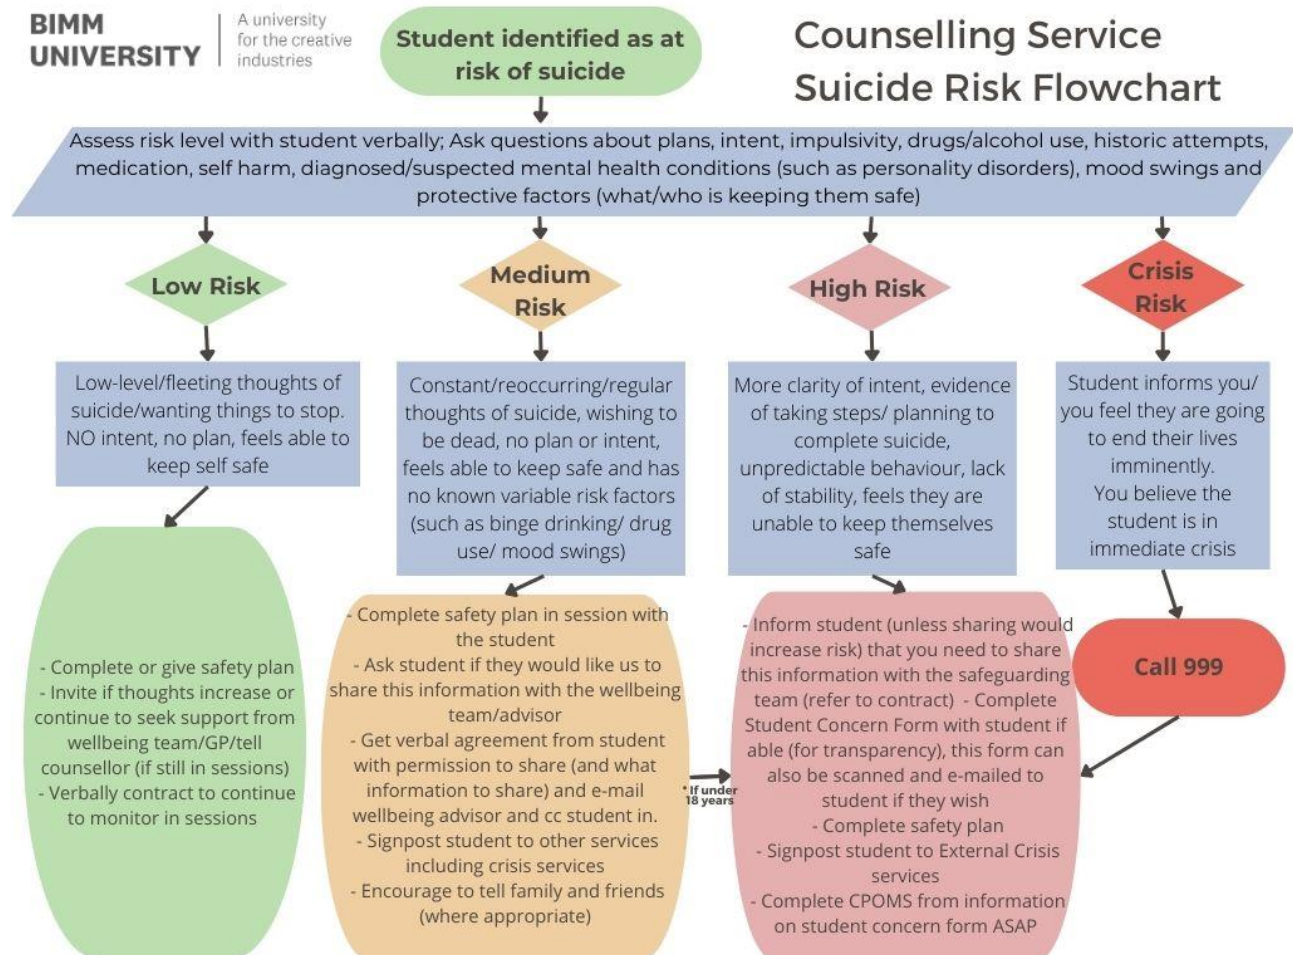 BIMM
UNIVERSITY
A university
for the creative
industries
Student identified as at
risk of suicide
Counselling Service
Suicide Risk Flowchart
Assess risk level with student verbally; Ask questions about plans, intent, impulsivity, drugs/alcohol use, historic attempts,
medication, self harm, diagnosed/suspected mental health conditions (such as personality disorders), mood swings and
protective factors (what/who is keeping them safe)
Low Risk
Medium
Risk
High Risk
Crisis
Risk
Low-level/fleeting thoughts of
suicide/wanting things to stop.
NO intent, no plan, feels able to
keep self safe
Constant/reoccurring/regular
thoughts of suicide, wishing to
be dead, no plan or intent,
feels able to keep safe and has
no known variable risk factors
(such as binge drinking/ drug
use/ mood swings)
More clarity of intent, evidence
of taking steps/ planning to
complete suicide,
unpredictable behaviour, lack
of stability, feels they are
unable to keep themselves
safe
Student informs you/
you feel they are going
to end their lives
imminently.
You believe the
student is in
immediate crisis
- Complete or give safety plan
- Invite if thoughts increase or
continue to seek support from
wellbeing team/GP/tell
counsellor (if still in sessions)
- Verbally contract to continue
to monitor in sessions
- Complete safety plan in session with
the student
- Ask student if they would like us to
share this information with the wellbeing
team/advisor
- Get verbal agreement from student
with permission to share (and what
information to share) and e-mail
wellbeing advisor and cc student in.
- Signpost student to other services
including crisis services
- Encourage to tell family and friends
(where appropriate)
* If under
18 years
- Inform student (unless sharing would
increase risk) that you need to share
this information with the safeguarding
team (refer to contract) - Complete
Student Concern Form with student if
able (for transparency), this form can
also be scanned and e-mailed to
student if they wish
- Complete safety plan
- Signpost student to External Crisis
services
- Complete CPOMS from information
on student concern form ASAP
Call 999